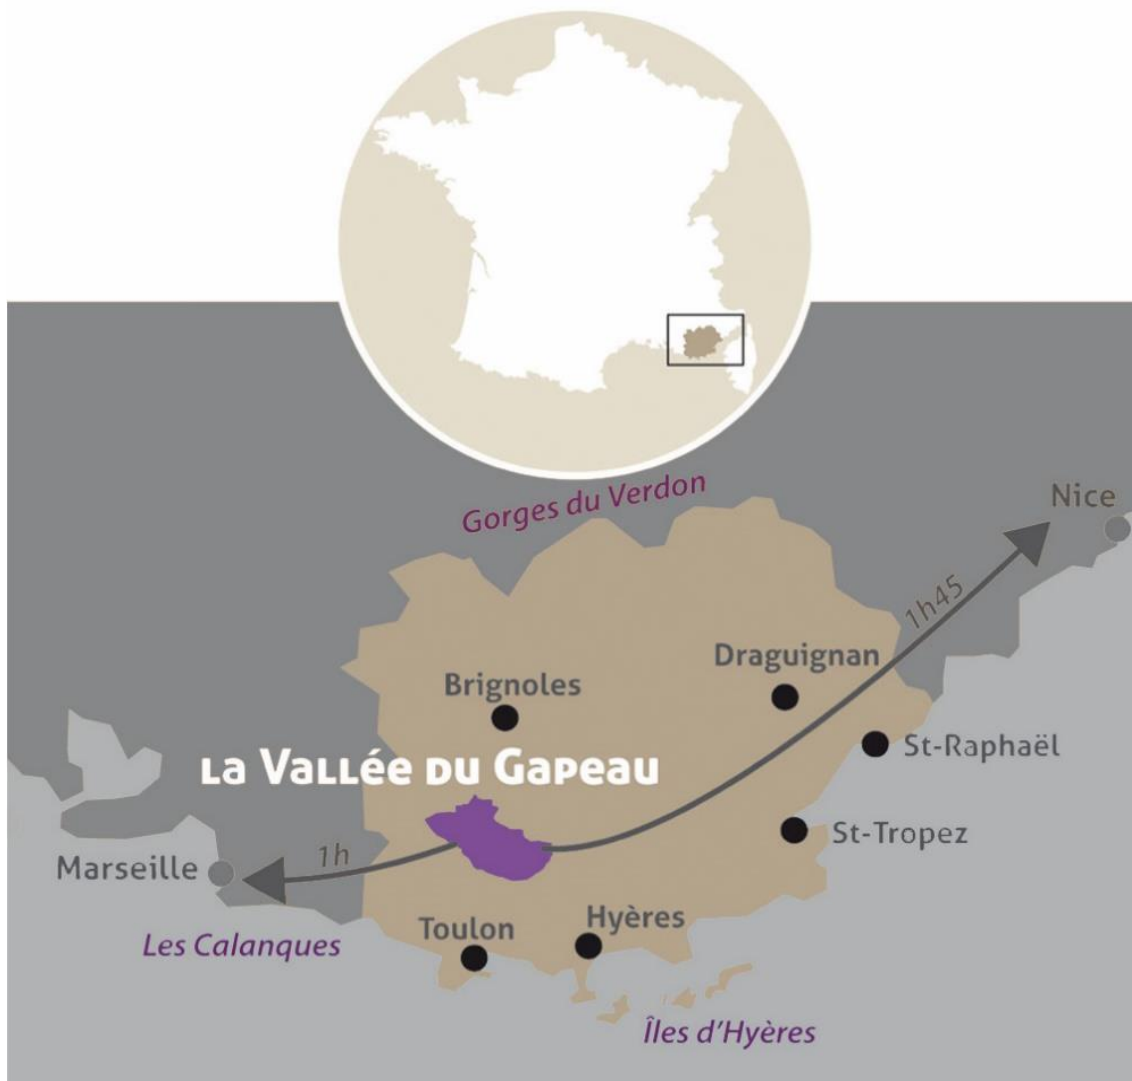 Gorges du Verdon
Nice
1h45
Draguignan
Brignoles
St-Raphaël
La Vallée du Gapeau
St-Tropez
1h
Marseille
Hyères
Toulon
Les Calanques
Îles d'Hyères